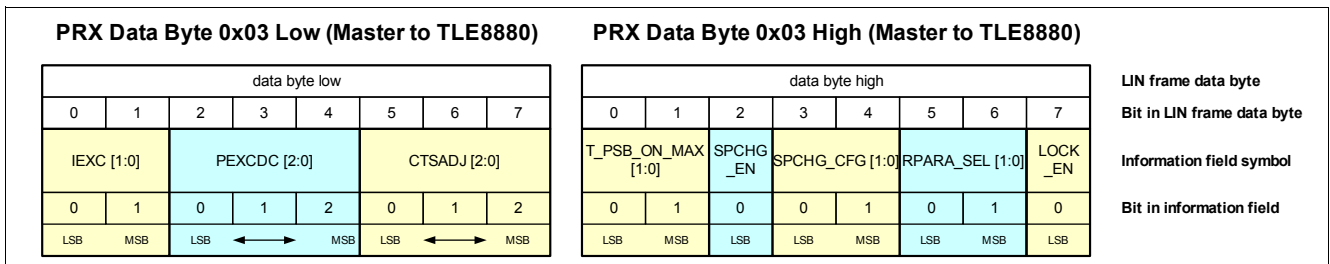 PRX Data Byte 0x03 Low (Master to TLE8880) PRX Data Byte 0x03 High (Master to TLE8880)
data byte low data byte high LIN frame data byte
0 1 2 3 4 5 6 7 0 1 2 3 4 5 6 7 Bit in LIN frame data byte
IEXC [1:0] PEXCDC [2:0] CTSADJ [2:0] T_PSB_ON_MAX [1:0] SPCHG _EN SPCHG_CFG [1:0] RPARA_SEL [1:0] LOCK _EN Information field symbol
0 1 0 1 2 0 1 2 0 1 0 0 1 0 1 0 Bit in information field
LSB MSB LSB MSB LSB MSB LSB MSB LSB LSB MSB LSB MSB LSB